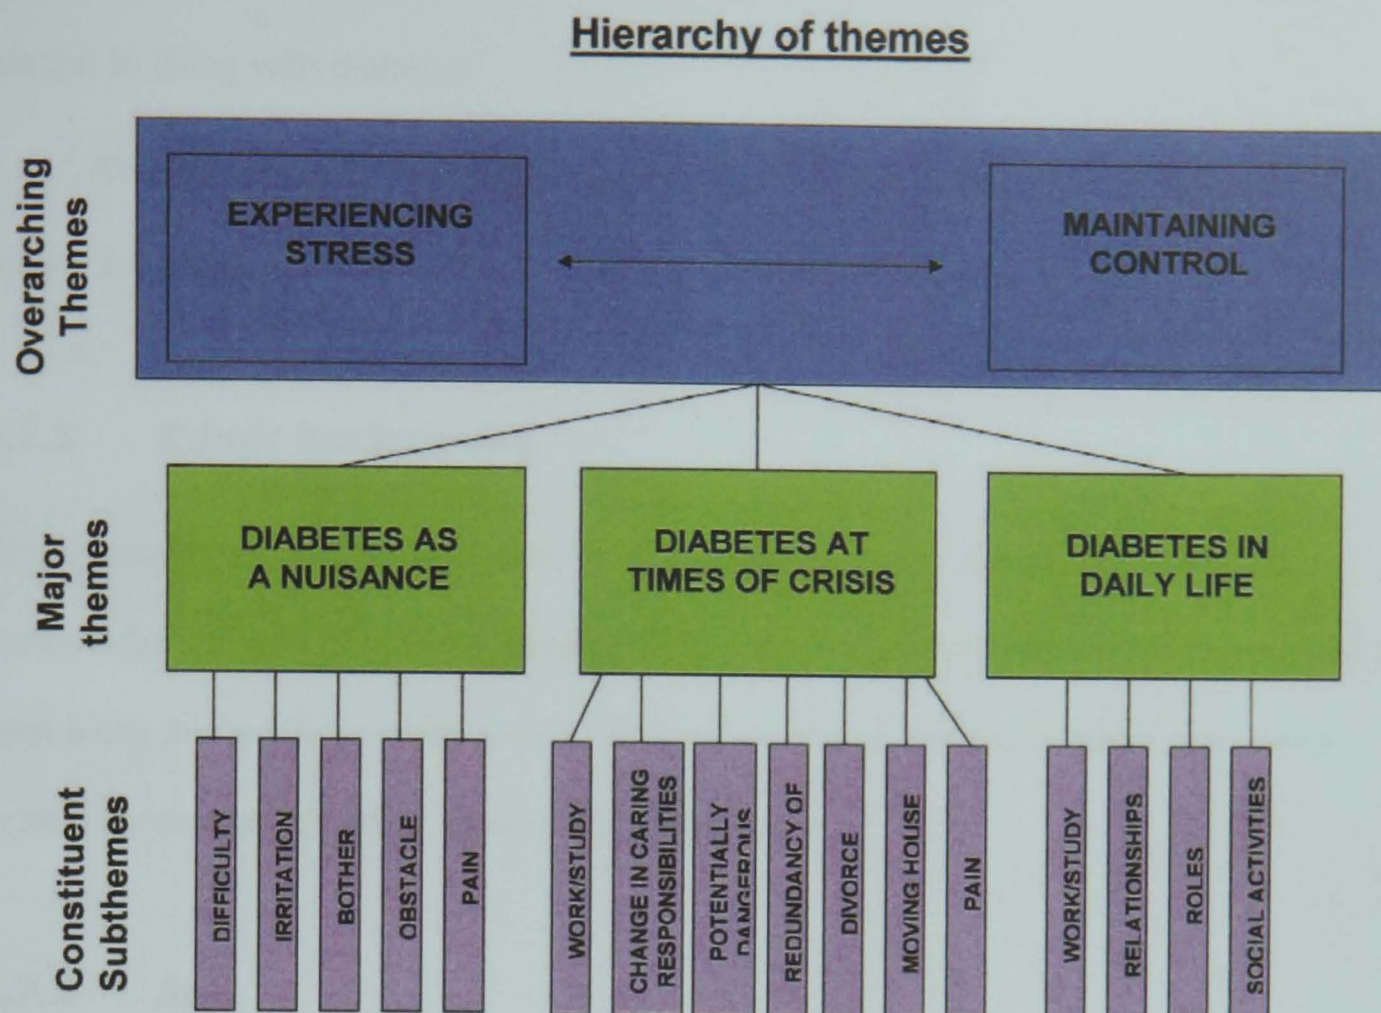 Hierarchy of themes
Overarching
Themes
EXPERIENCING
STRESS
MAINTAINING
CONTROL
Major
themes
DIABETES AS
A NUISANCE
DIABETES AT
TIMES OF CRISIS
DIABETES IN
DAILY LIFE
Constituent
Subthemes
DIFFICULTY
IRRITATION
BOTHER
OBSTACLE
PAIN
WORK/STUDY
CHANGE IN CARING
RESPONSIBILITIES
POTENTIALLY
DANGEROUS
REDUNDANCY OF
DIVORCE
MOVING HOUSE
PAIN
WORK/STUDY
RELATIONSHIPS
ROLES
SOCIAL ACTIVITIES